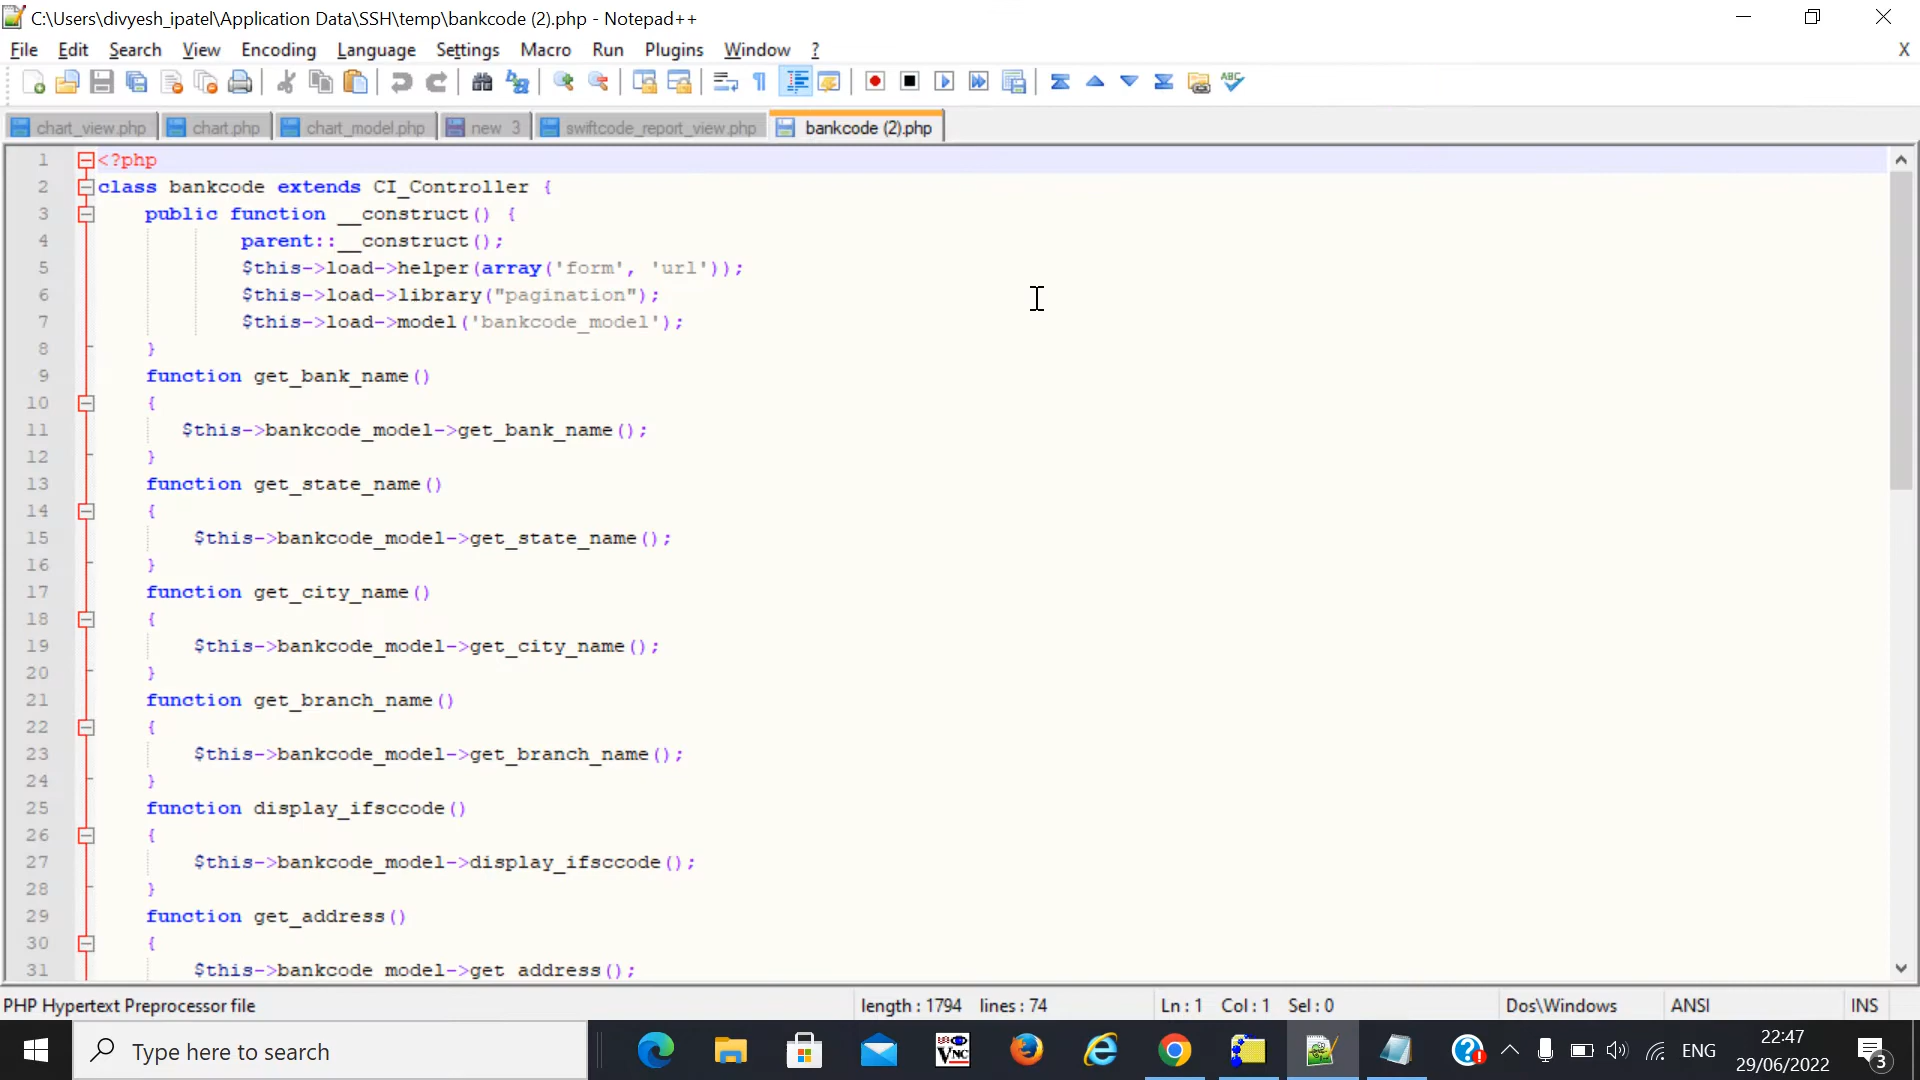 C:\Users\divyesh_ipatel\Application Data\SSH\temp\bankcode (2).php - Notepad++
File Edit Search View Encoding Language Settings Macro Run Plugins Window ? X
chart_view.php chart.php chart_model.php new 3 swiftcode_report_view.php bankcode (2).php
1 <?php
2 class bankcode extends CI_Controller {
3 public function __construct() {
4 parent::__construct();
5 $this->load->helper(array('form', 'url'));
6 $this->load->library("pagination");
7 $this->load->model('bankcode_model');
8 }
9 function get_bank_name()
10 {
11 $this->bankcode_model->get_bank_name();
12 }
13 function get_state_name()
14 {
15 $this->bankcode_model->get_state_name();
16 }
17 function get_city_name()
18 {
19 $this->bankcode_model->get_city_name();
20 }
21 function get_branch_name()
22 {
23 $this->bankcode_model->get_branch_name();
24 }
25 function display_ifsccode()
26 {
27 $this->bankcode_model->display_ifsccode();
28 }
29 function get_address()
30 {
31 $this->bankcode_model->get_address();
PHP Hypertext Preprocessor file length : 1794 lines : 74 Ln : 1 Col : 1 Sel : 0 Dos\Windows ANSI INS
Type here to search VNC ENG 22:47
29/06/2022 3